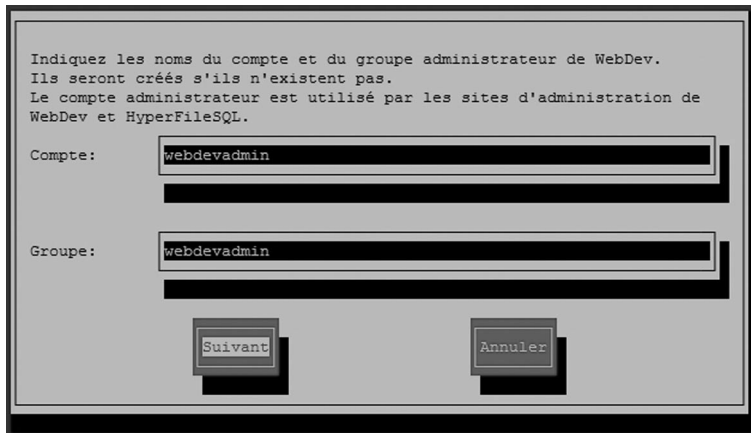 Indiquez les noms du compte et du groupe administrateur de WebDev.
Ils seront créés s'ils n'existent pas.
Le compte administrateur est utilisé par les sites d'administration de
WebDev et HyperFileSQL.
Compte: webdevadmin
Groupe: webdevadmin
Suivant Annuler